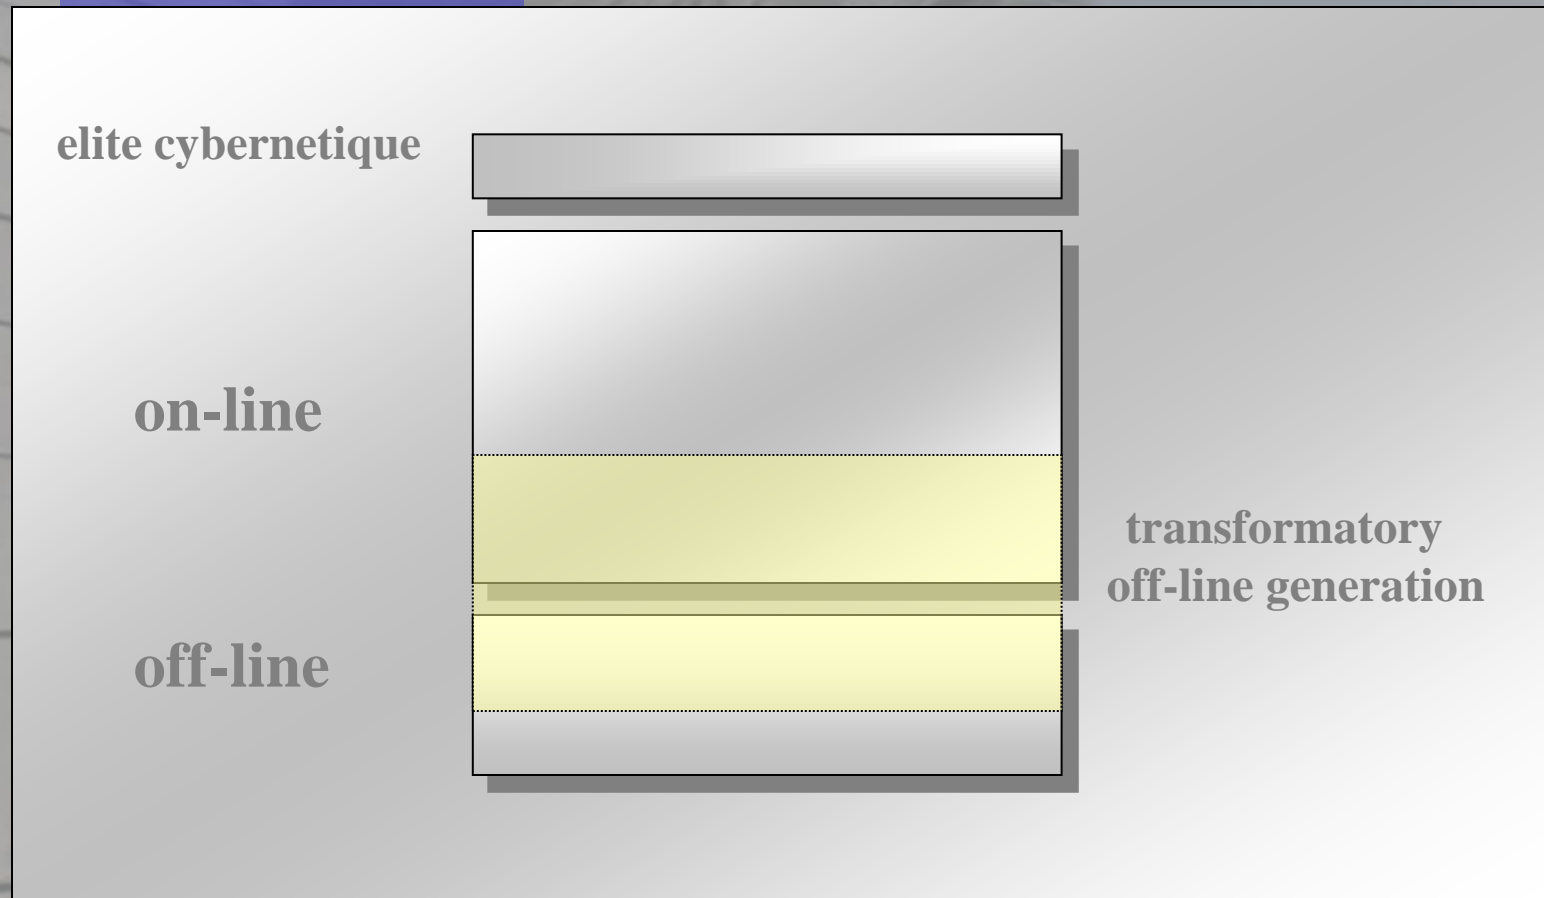 elite cybernetique
on-line
transformatory
off-line generation
off-line